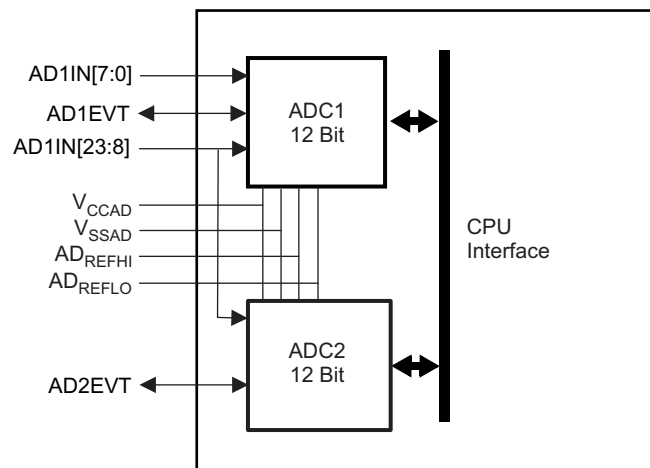 AD1IN[7:0]
AD1EVT
AD1IN[23:8]
VCCAD
VSSAD
ADREFHI
ADREFLO
AD2EVT
ADC1
12 Bit
ADC2
12 Bit
CPU
Interface